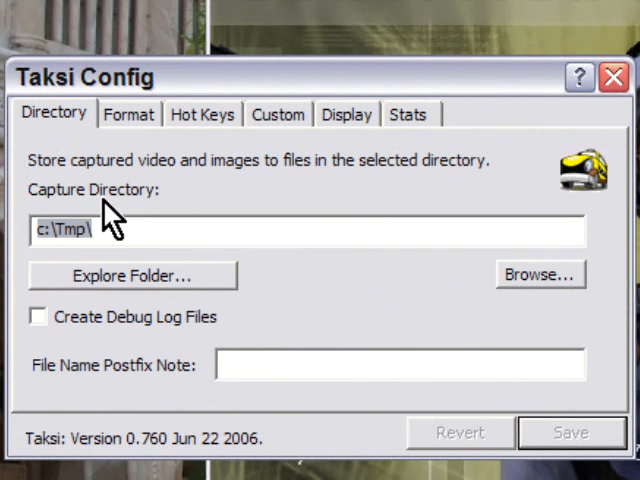 Taksi Config
Directory Format Hot Keys Custom Display Stats
Store captured video and images to files in the selected directory.
Capture Directory:
c:\Tmp\
Explore Folder... Browse...
Create Debug Log Files
File Name Postfix Note:
Revert Save
Taksi: Version 0.760 Jun 22 2006.